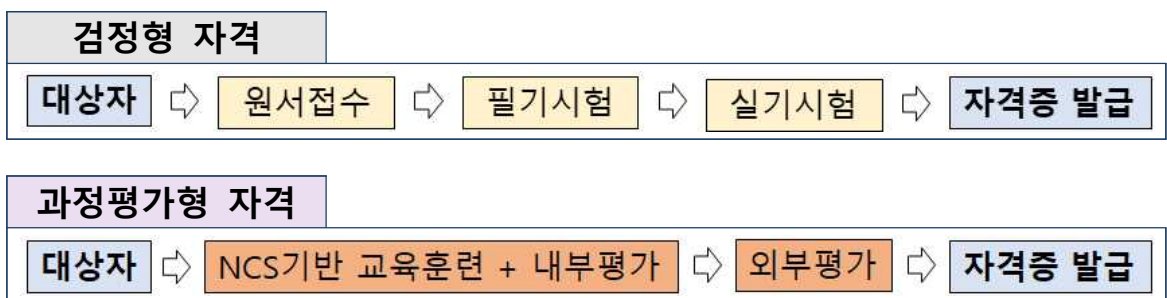 검정형 자격
대상자 ⇨ 원서접수 ⇨ 필기시험 ⇨ 실기시험 ⇨ 자격증 발급
과정평가형 자격
대상자 ⇨ NCS기반 교육훈련 + 내부평가 ⇨ 외부평가 ⇨ 자격증 발급